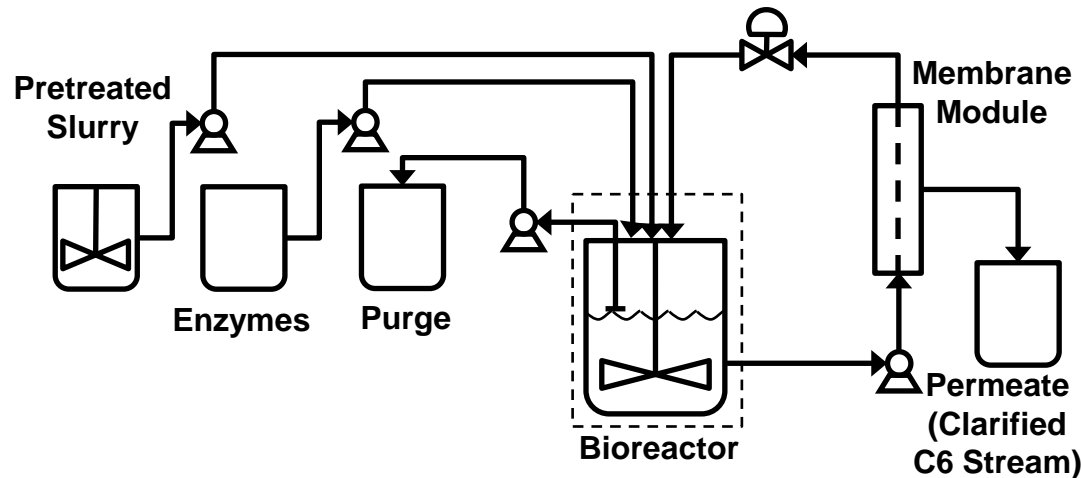 Pretreated
Slurry
Membrane
Module
Enzymes
Purge
Bioreactor
Permeate
(Clarified
C6 Stream)